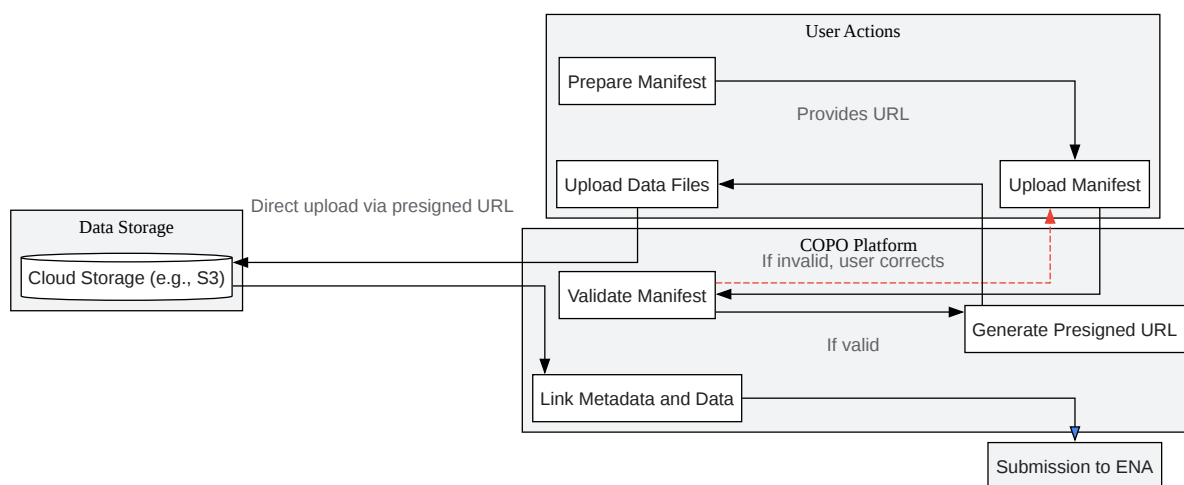 User Actions
Prepare Manifest
Provides URL
Upload Data Files
Upload Manifest
Direct upload via presigned URL
Data Storage
Cloud Storage (e.g., S3)
COPO Platform
If invalid, user corrects
Validate Manifest
Generate Presigned URL
If valid
Link Metadata and Data
Submission to ENA